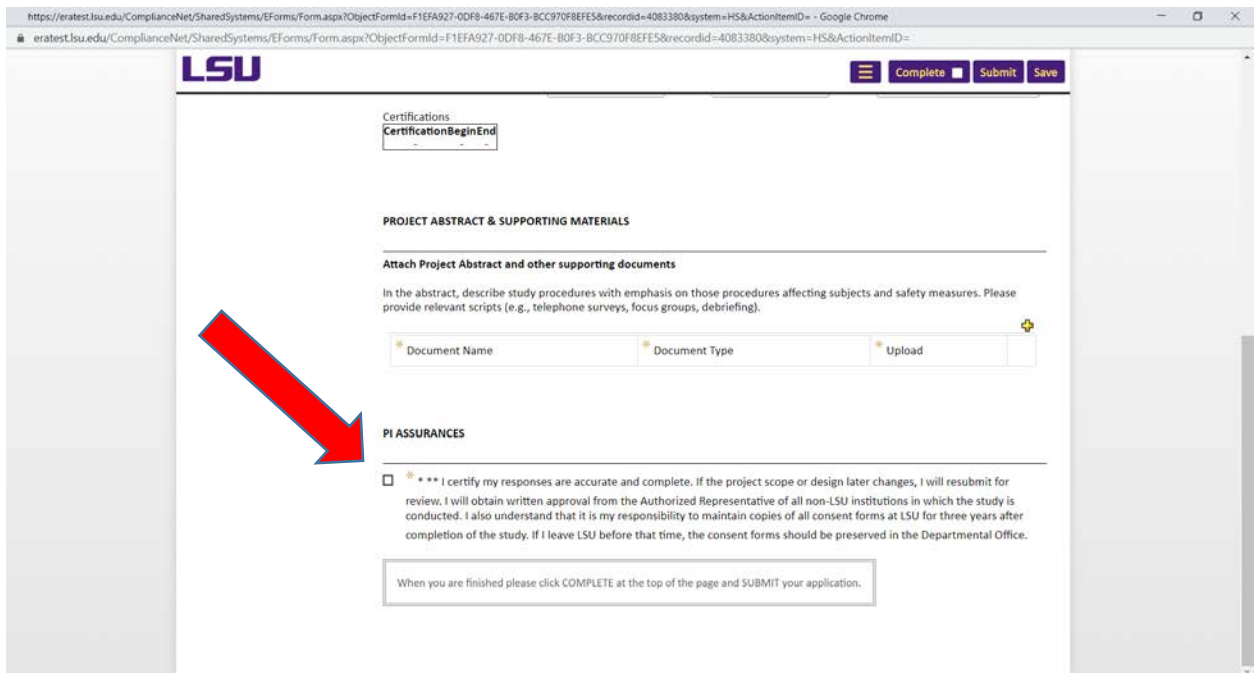 https://eratest.lsu.edu/ComplianceNet/SharedSystems/EForms/Form.aspx?ObjectFormId=F1EFA927-0DF8-467E-B0F3-BCC970F8EFE5&recordid=4083380&system=HS&ActionItemID= - Google Chrome
eratest.lsu.edu/ComplianceNet/SharedSystems/EForms/Form.aspx?ObjectFormId=F1EFA927-0DF8-467E-B0F3-BCC970F8EFE5&recordid=4083380&system=HS&ActionItemID=
LSU Complete Submit Save
Certifications
CertificationBeginEnd
- - -
PROJECT ABSTRACT & SUPPORTING MATERIALS
Attach Project Abstract and other supporting documents
In the abstract, describe study procedures with emphasis on those procedures affecting subjects and safety measures. Please
provide relevant scripts (e.g., telephone surveys, focus groups, debriefing).
* Document Name * Document Type * Upload
PI ASSURANCES
* * ** I certify my responses are accurate and complete. If the project scope or design later changes, I will resubmit for
review. I will obtain written approval from the Authorized Representative of all non-LSU institutions in which the study is
conducted. I also understand that it is my responsibility to maintain copies of all consent forms at LSU for three years after
completion of the study. If I leave LSU before that time, the consent forms should be preserved in the Departmental Office.
When you are finished please click COMPLETE at the top of the page and SUBMIT your application.